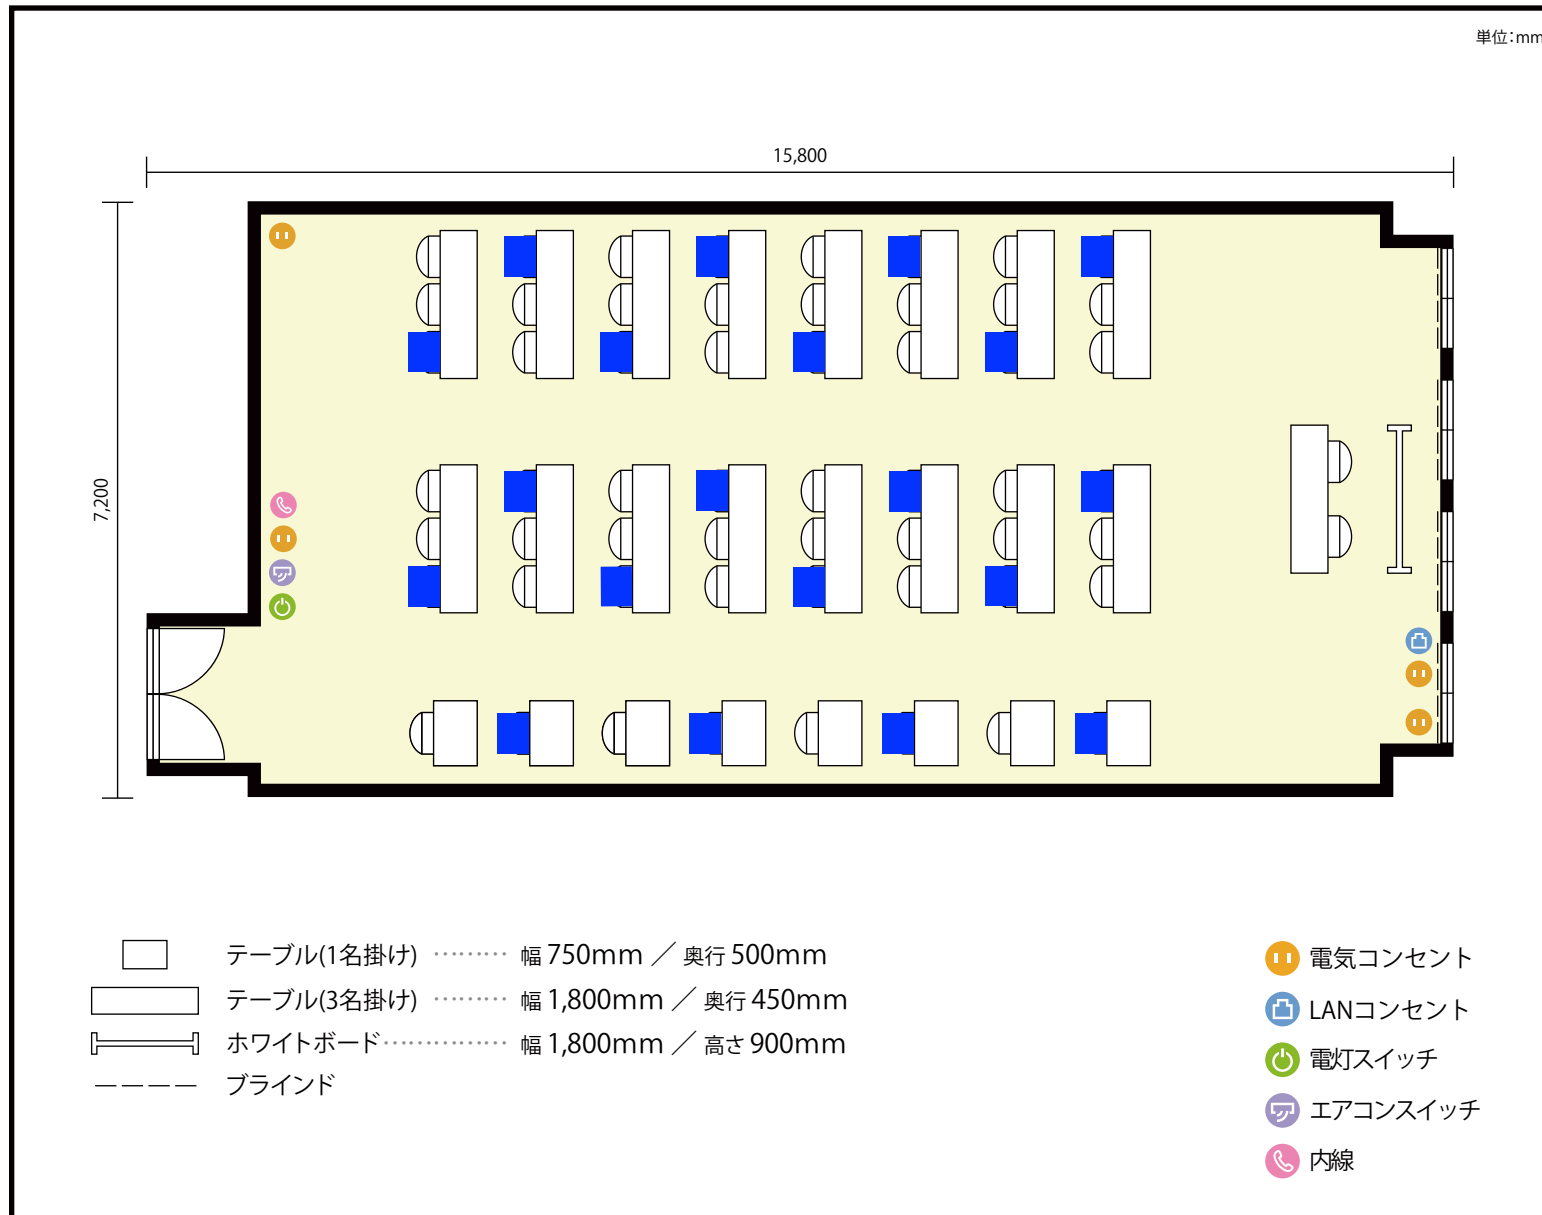 単位：mm
15,800
7,200
テーブル(1名掛け) ……… 幅 750mm ／ 奥行 500mm
テーブル(3名掛け) ……… 幅 1,800mm ／ 奥行 450mm
ホワイトボード …………… 幅 1,800mm ／ 高さ 900mm
ブラインド
電気コンセント
LANコンセント
電灯スイッチ
エアコンスイッチ
内線